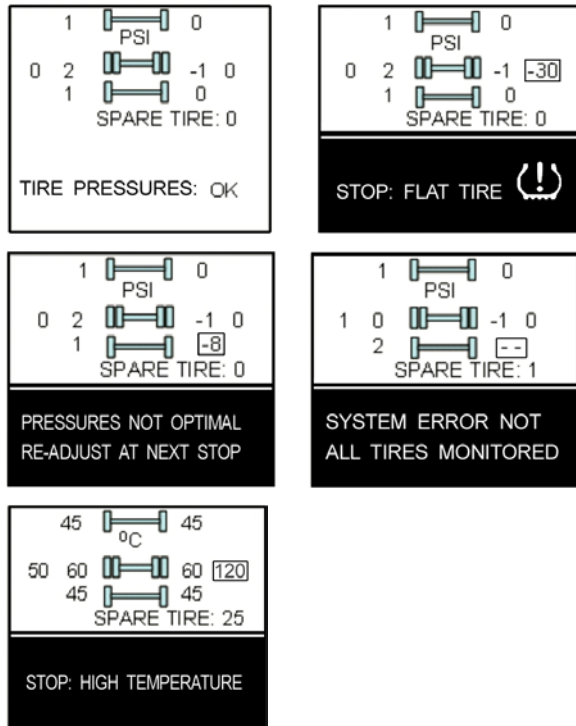 1 0
PSI
0 2 -1 0
1 0
SPARE TIRE: 0
TIRE PRESSURES: OK
1 0
PSI
0 2 -1 -30
1 0
SPARE TIRE: 0
STOP: FLAT TIRE (!)
1 0
PSI
0 2 -1 0
1 -8
SPARE TIRE: 0
PRESSURES NOT OPTIMAL
RE-ADJUST AT NEXT STOP
1 0
PSI
1 0 -1 0
2 --
SPARE TIRE: 1
SYSTEM ERROR NOT
ALL TIRES MONITORED
45 45
ºC
50 60 60 120
45 45
SPARE TIRE: 25
STOP: HIGH TEMPERATURE